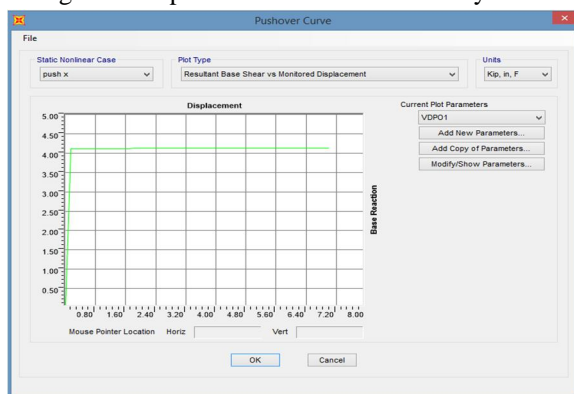 Pushover Curve
File
Static Nonlinear Case
push x
Plot Type
Resultant Base Shear vs Monitored Displacement
Units
Kip, in, F
Displacement
5.00
4.50
4.00
3.50
3.00
2.50
2.00
1.50
1.00
0.50
0.80 1.60 2.40 3.20 4.00 4.80 5.60 6.40 7.20 8.00
Base Reaction
Current Plot Parameters
VDPO1
Add New Parameters...
Add Copy of Parameters...
Modify/Show Parameters...
Mouse Pointer Location Horiz Vert
OK Cancel